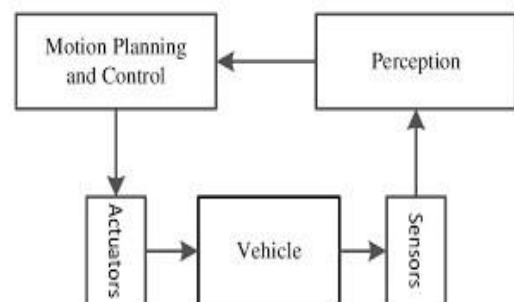 Motion Planning
and Control
Perception
Actuators
Vehicle
Sensors